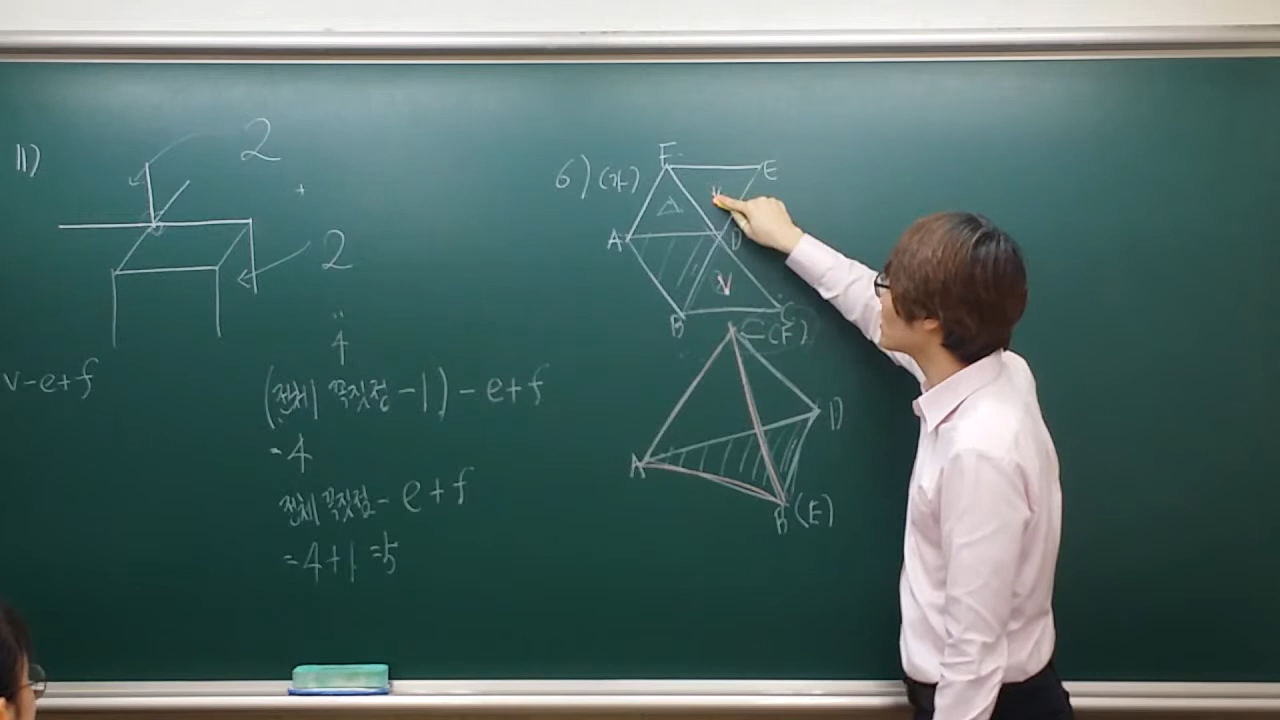 11)
2
2
4
v-e+f
(전체 꼭짓점 -1) - e+f
=4
전체 꼭짓점 - e+f
=4+1=5
6) (가)
F E
A D
B C
C(F)
D
A
B(E)